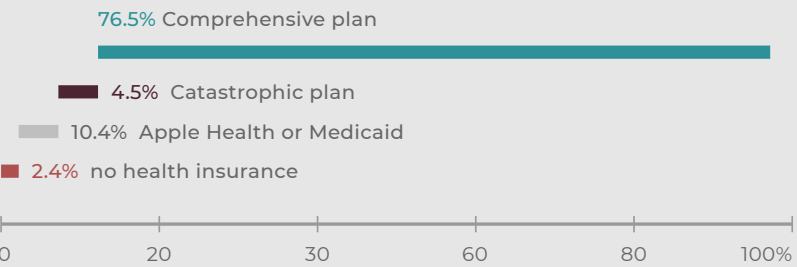 76.5% Comprehensive plan
4.5% Catastrophic plan
10.4% Apple Health or Medicaid
2.4% no health insurance
0 20 30 60 80 100%